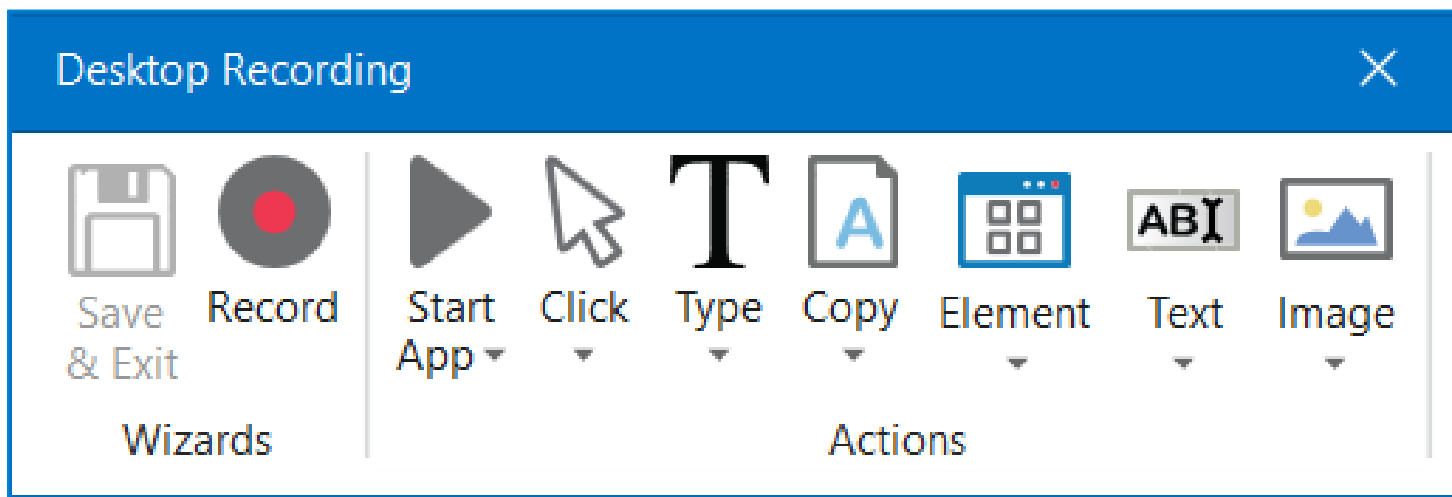 Desktop Recording
A
ABI
Save & Exit
Record
Start App
Click
Type
Copy
Element
Text
Image
Wizards
Actions